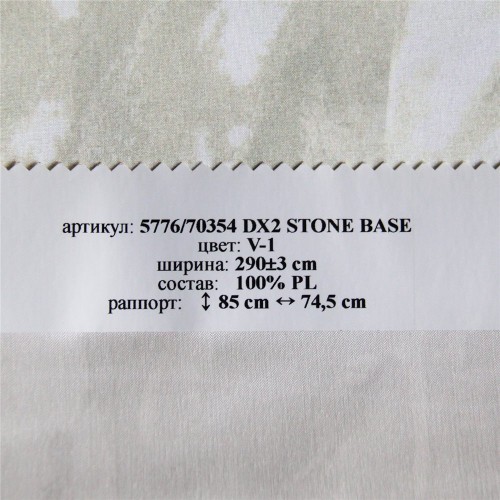 артикул: 5776/70354 DX2 STONE BASE
цвет: V-1
ширина: 290±3 cm
состав: 100% PL
раппорт: ↕ 85 cm ↔ 74,5 cm